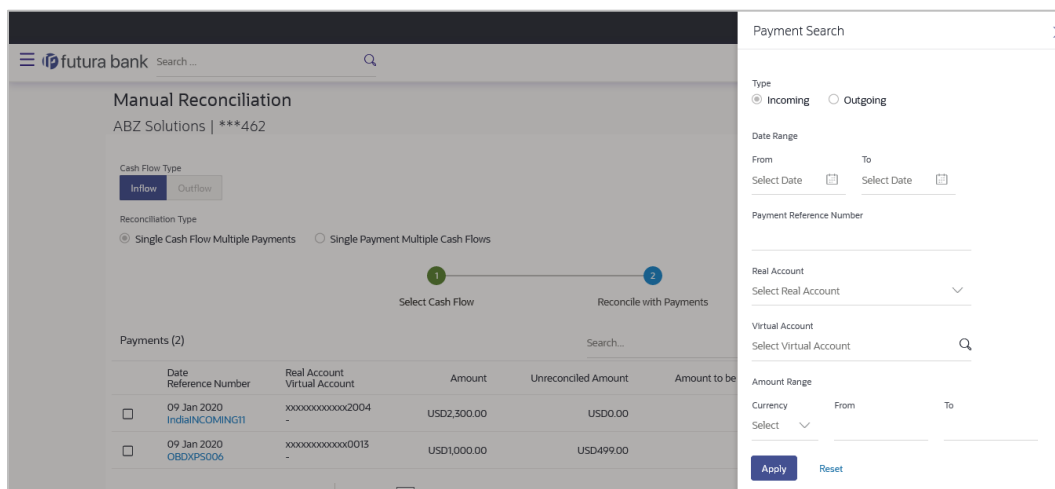 futura bank
Search ...
Manual Reconciliation
ABZ Solutions | ***462
Cash Flow Type
Inflow
Outflow
Reconciliation Type
Single Cash Flow Multiple Payments
Single Payment Multiple Cash Flows
1
2
Select Cash Flow
Reconcile with Payments
Payments (2)
Search...
Date
Reference Number
Real Account
Virtual Account
Amount
Unreconciled Amount
Amount to be
09 Jan 2020
IndiaINCOMING11
xxxxxxxxxxxx2004
-
USD2,300.00
USD0.00
09 Jan 2020
OBDXPS006
xxxxxxxxxxxx0013
-
USD1,000.00
USD499.00
Payment Search
Type
Incoming
Outgoing
Date Range
From
To
Select Date
Select Date
Payment Reference Number
Real Account
Select Real Account
Virtual Account
Select Virtual Account
Amount Range
Currency
From
To
Select
Apply
Reset